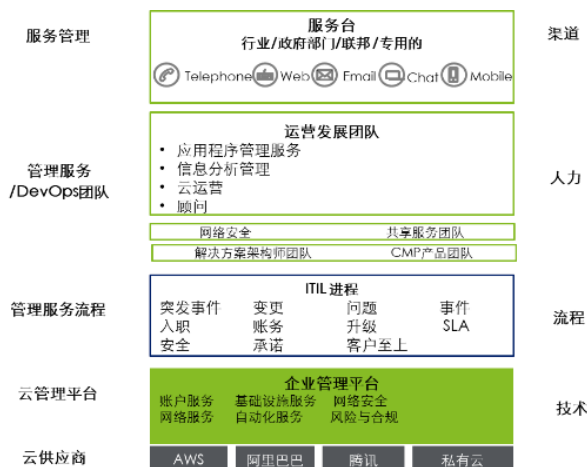 服务台
服务管理
行业/政府部门/联邦/专用的
渠道
Telephone Web Email Chat Mobile
运营发展团队
• 应用程序管理服务
• 信息分析管理
管理服务
/DevOps团队
人力
• 云运营
• 顾问
网络安全 共享服务团队
解决方案架构师团队 CMP产品团队
ITIL 进程
管理服务流程
突发事件 变更 问题 事件
入职 账务 升级 SLA
安全 承诺 客户至上
流程
企业管理平台
云管理平台
账户服务 基础设施服务 网络安全
网络服务 自动化服务 风险与合规
技术
云供应商
AWS 阿里巴巴 腾讯 私有云